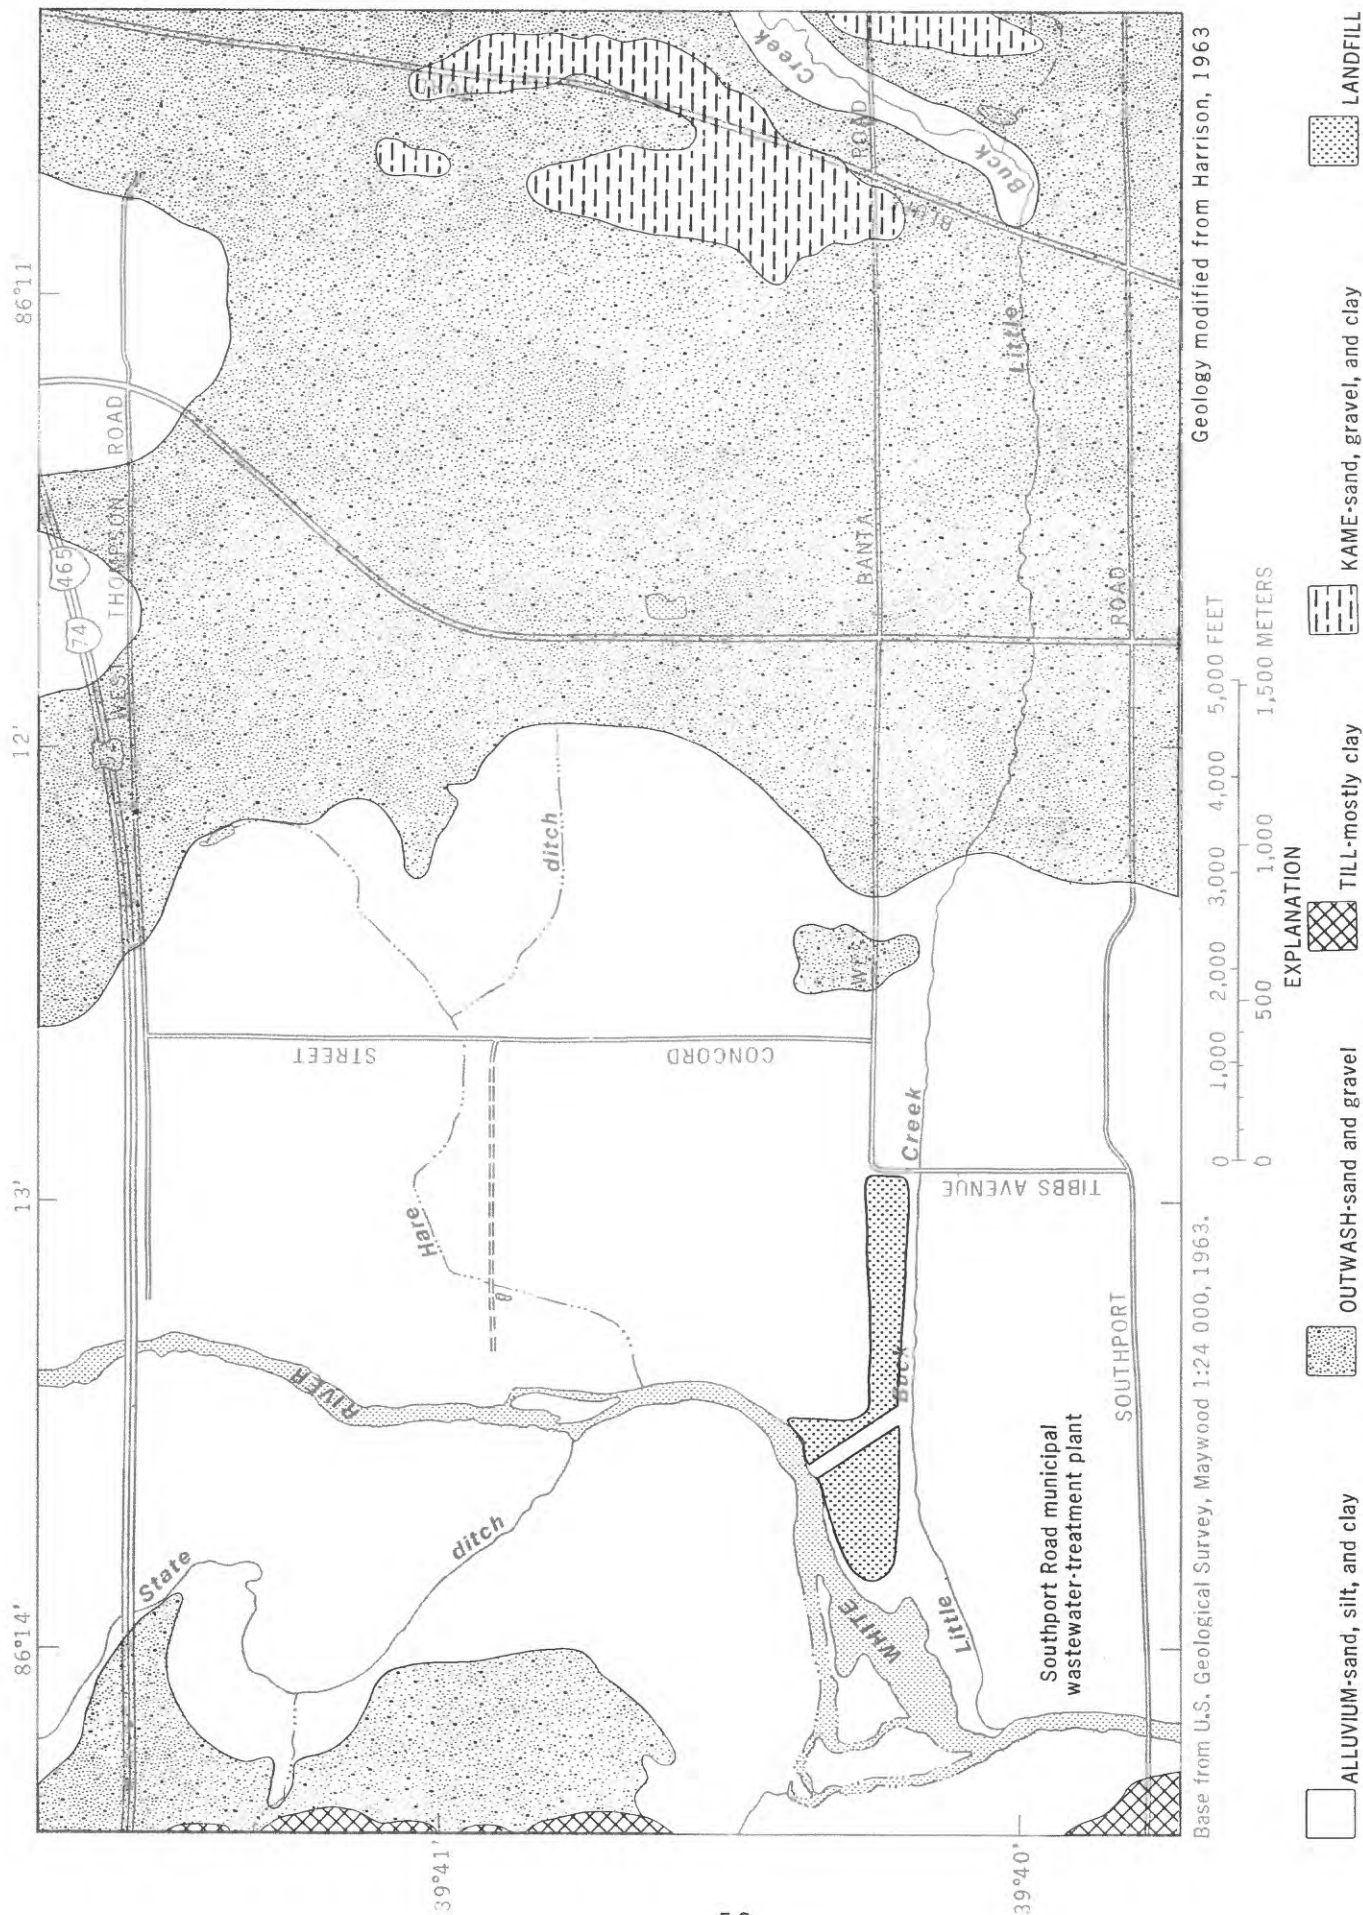 86°14'
13'
12'
86°11'
39°41'
39°40'
State
ditch
RIVER
Hare
ditch
STREET
CONCORD
WEST
THOMPSON
ROAD
74
465
BANTA
ROAD
Creek
Buck
Little
ROAD
TIBBS AVENUE
Creek
Buck
Little
WHITE
SOUTHPORT
Southport Road municipal
wastewater-treatment plant
Base from U.S. Geological Survey, Maywood 1:24 000, 1963.
Geology modified from Harrison, 1963
0 1,000 2,000 3,000 4,000 5,000 FEET
0 500 1,000 1,500 METERS
EXPLANATION
ALLUVIUM-sand, silt, and clay
OUTWASH-sand and gravel
TILL-mostly clay
KAME-sand, gravel, and clay
LANDFILL